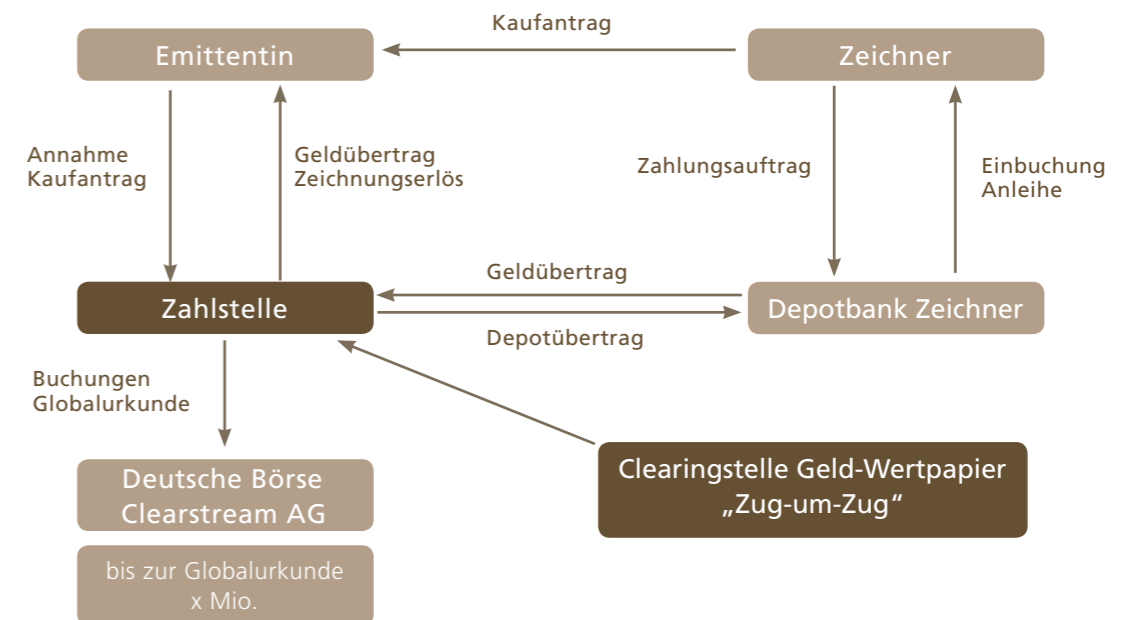 Kaufantrag
Emittentin
Zeichner
Annahme
Kaufantrag
Geldübertrag
Zeichnungserlös
Zahlungsauftrag
Einbuchung
Anleihe
Geldübertrag
Zahlstelle
Depotbank Zeichner
Depotübertrag
Buchungen
Globalurkunde
Deutsche Börse
Clearstream AG
Clearingstelle Geld-Wertpapier
„Zug-um-Zug“
bis zur Globalurkunde
x Mio.